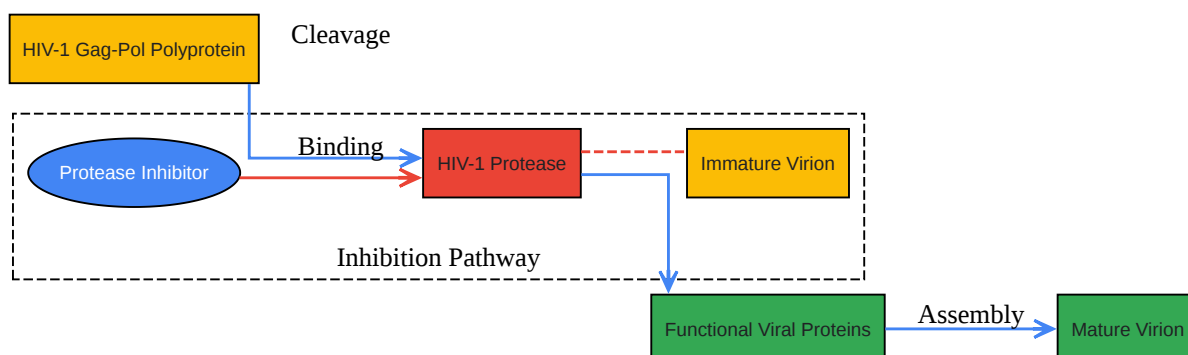 HIV-1 Gag-Pol Polyprotein
Cleavage
Binding
Protease Inhibitor
HIV-1 Protease
Immature Virion
Inhibition Pathway
Functional Viral Proteins
Assembly
Mature Virion